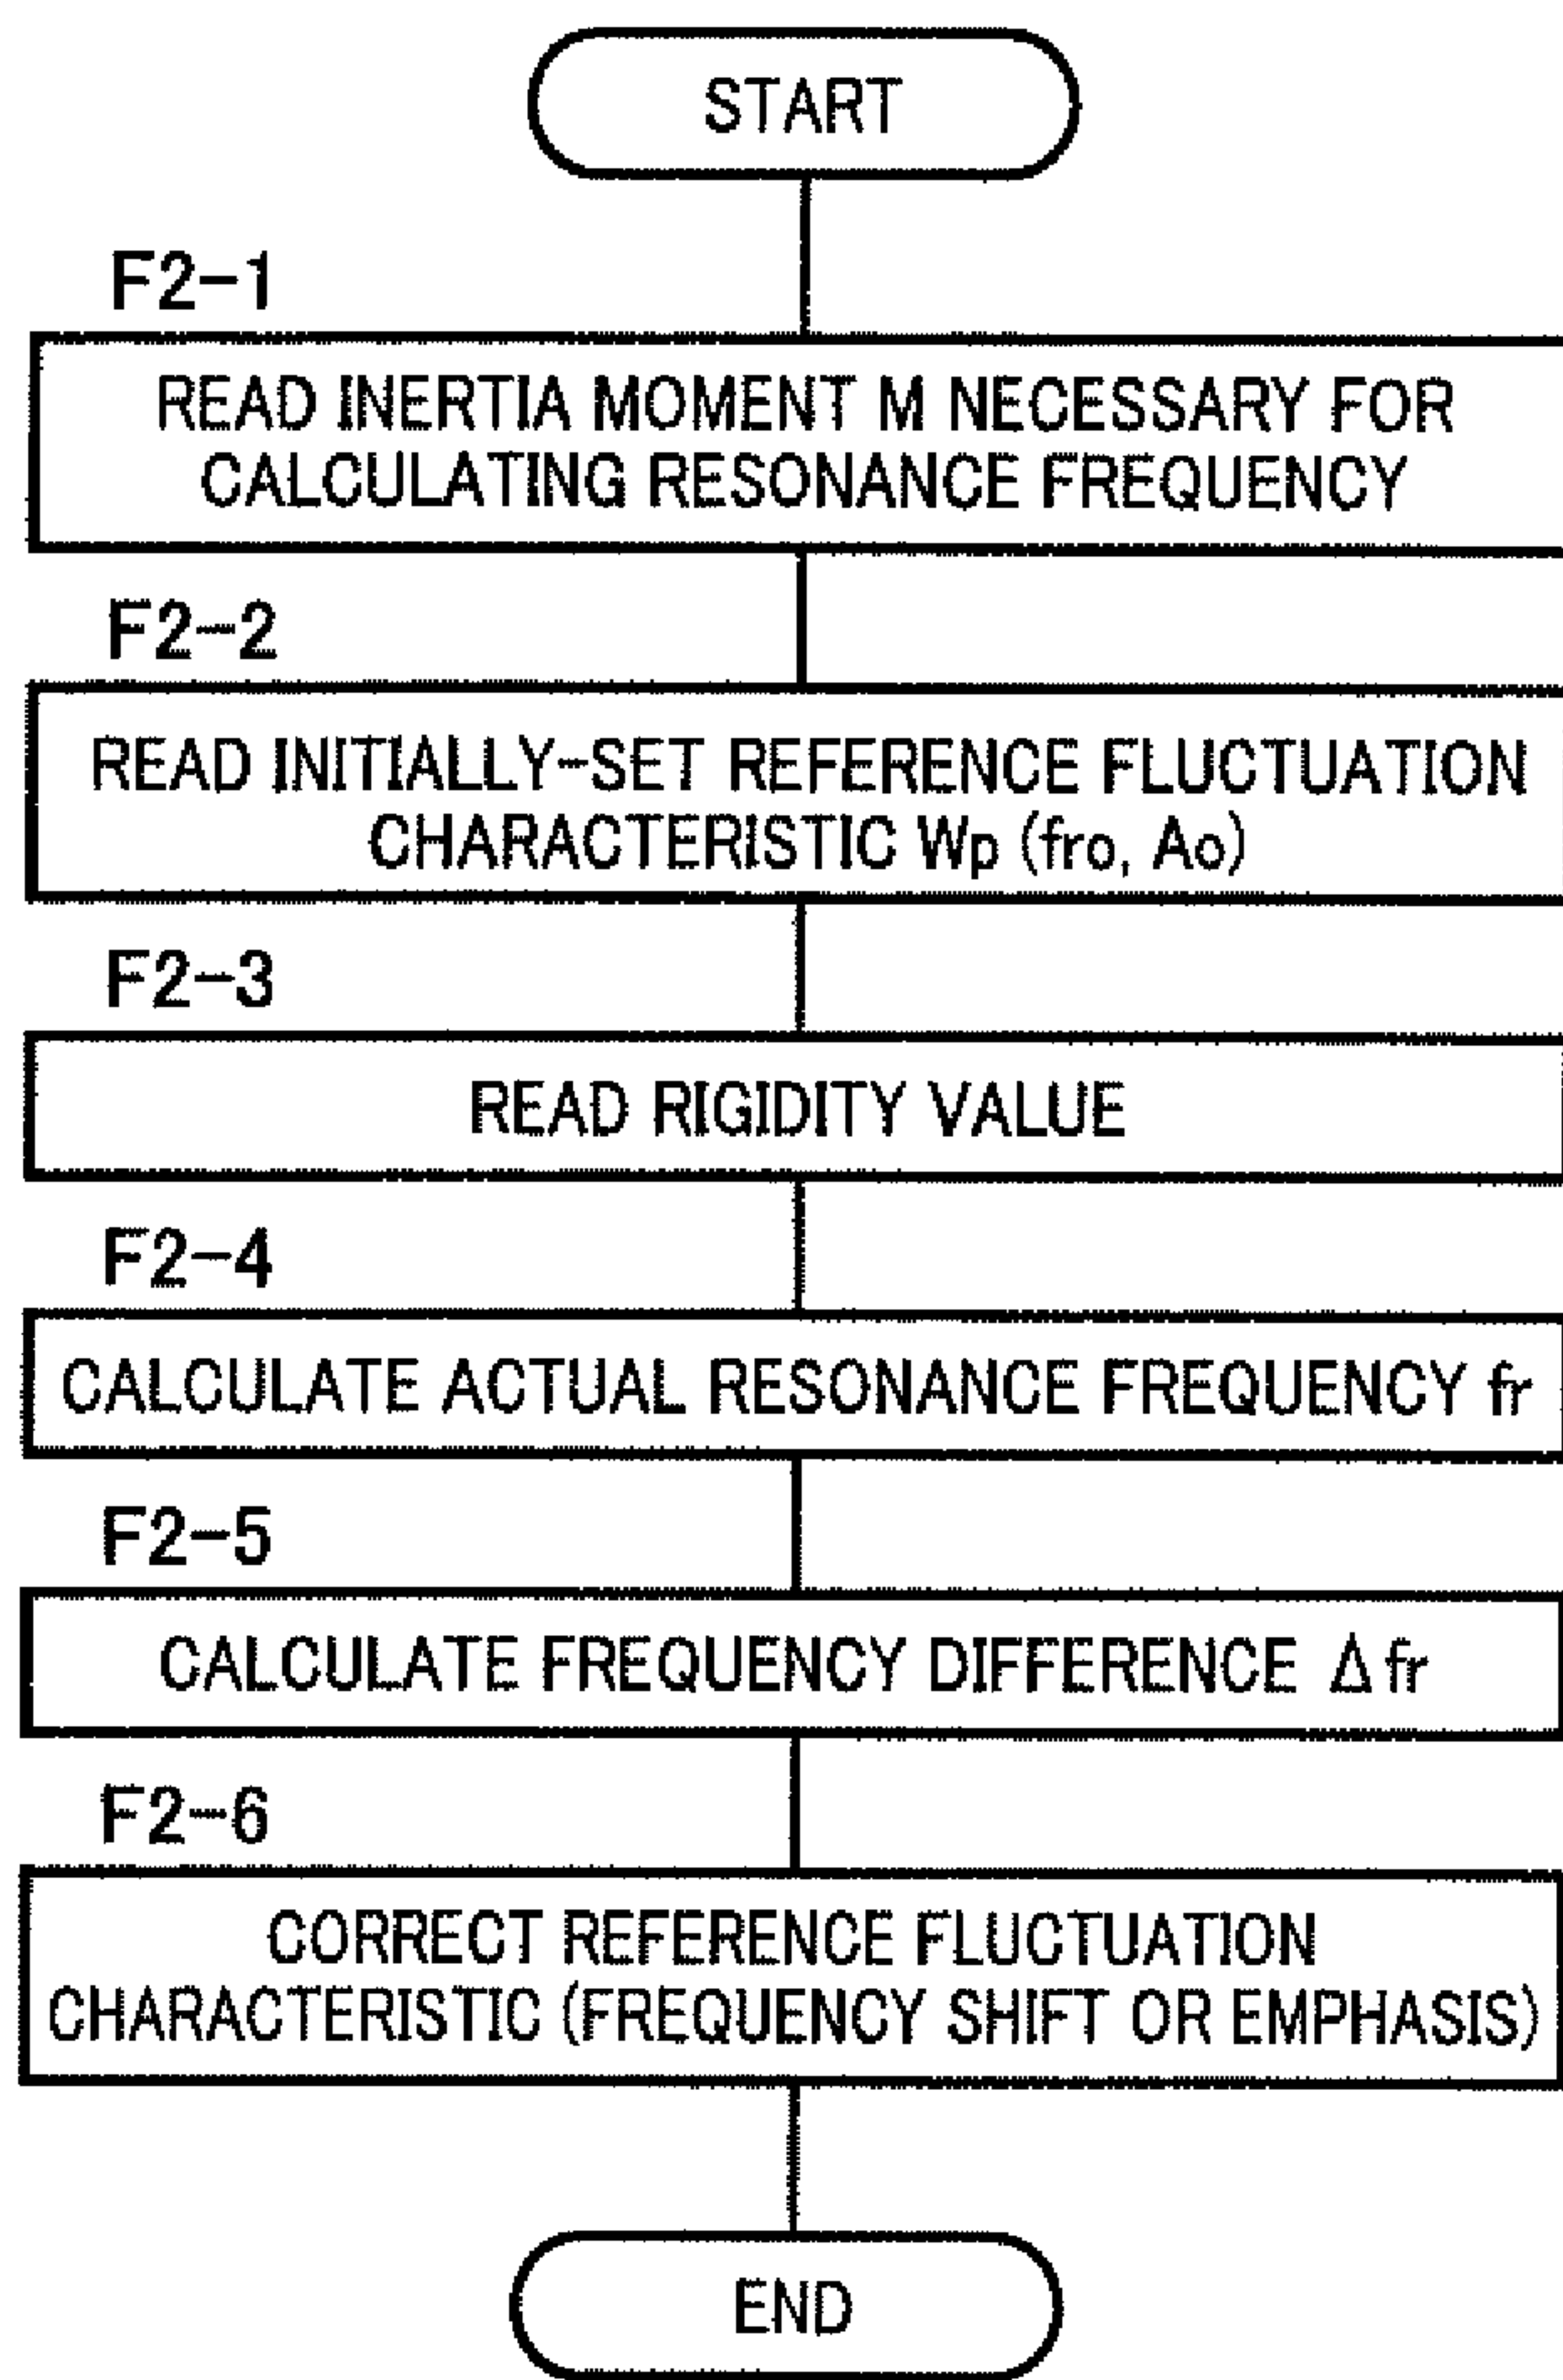 START
F2-1
READ INERTIA MOMENT M NECESSARY FOR
CALCULATING RESONANCE FREQUENCY
F2-2
READ INITIALLY-SET REFERENCE FLUCTUATION
CHARACTERISTIC Wp (fro, Ao)
F2-3
READ RIGIDITY VALUE
F2-4
CALCULATE ACTUAL RESONANCE FREQUENCY fr
F2-5
CALCULATE FREQUENCY DIFFERENCE Δfr
F2-6
CORRECT REFERENCE FLUCTUATION
CHARACTERISTIC (FREQUENCY SHIFT OR EMPHASIS)
END